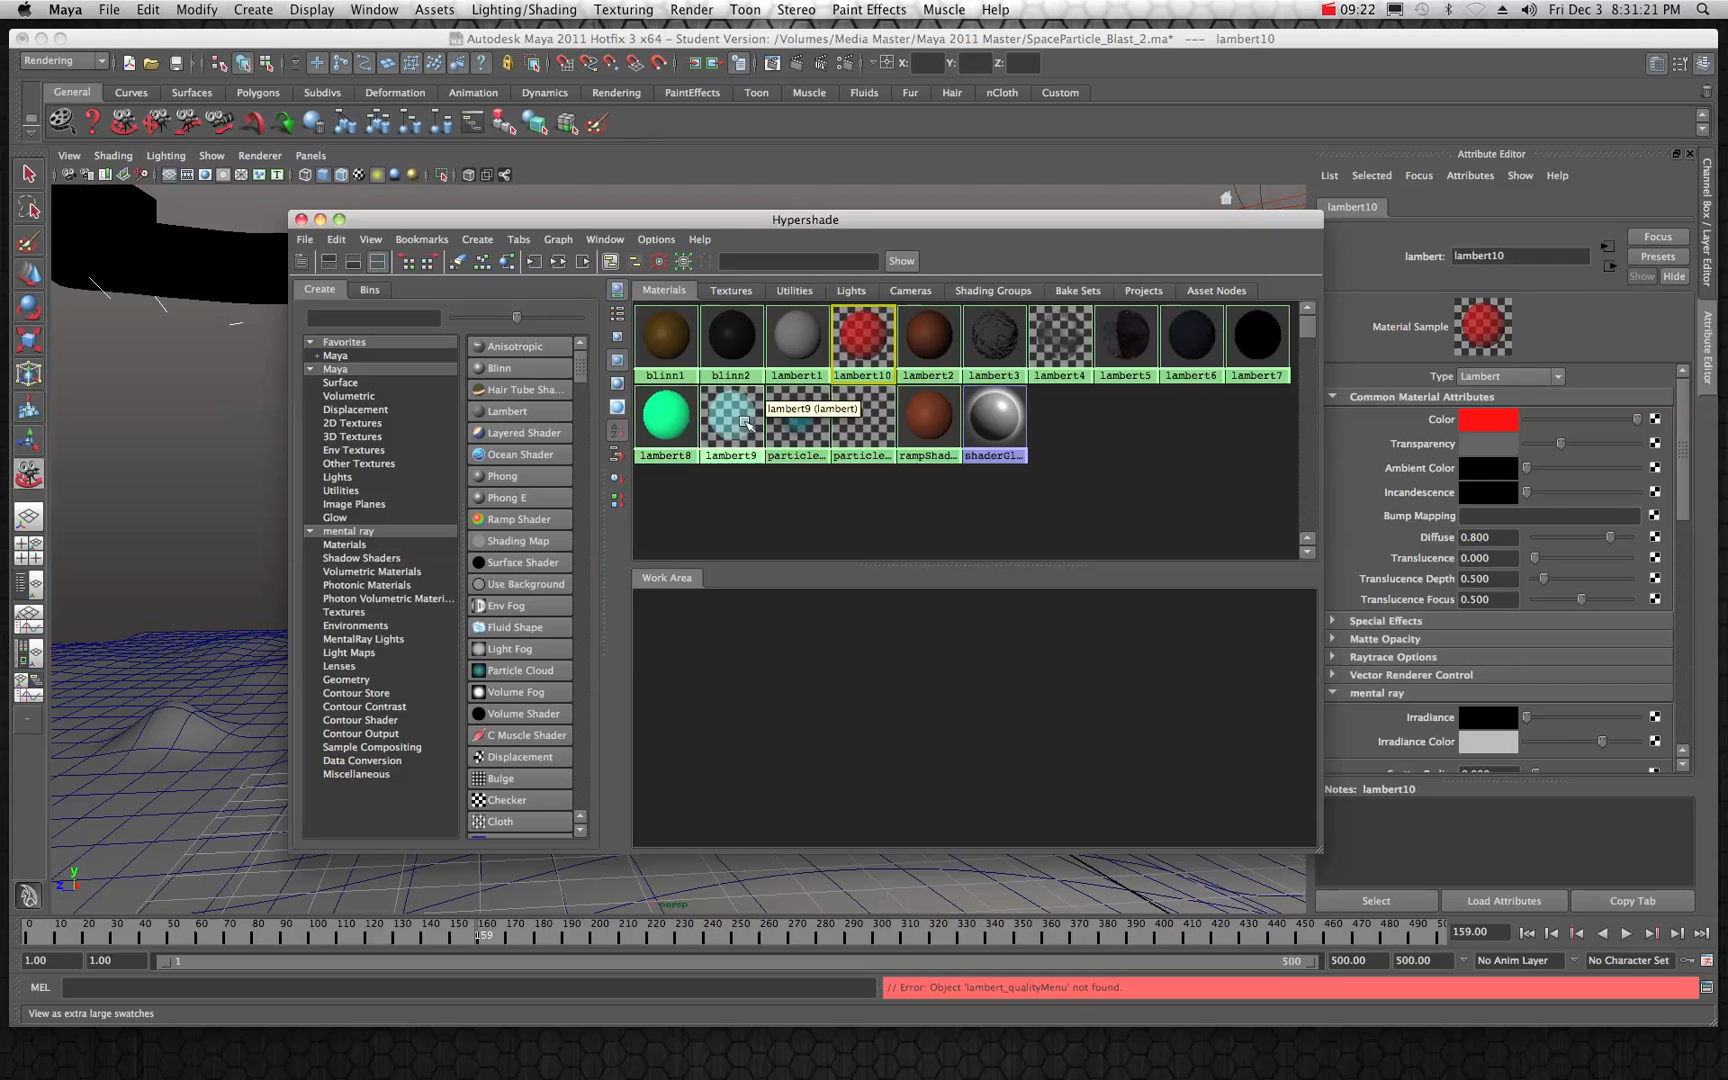 Maya File Edit Modify Create Display Window Assets Lighting/Shading Texturing Render Toon Stereo Paint Effects Muscle Help 09:22 Fri Dec 3 8:31:21 PM
Autodesk Maya 2011 Hotfix 3 x64 – Student Version: /Volumes/Media Master/Maya 2011 Master/SpaceParticle_Blast_2.ma* --- lambert10
Rendering X: Y: Z:
General Curves Surfaces Polygons Subdivs Deformation Animation Dynamics Rendering PaintEffects Toon Muscle Fluids Fur Hair nCloth Custom
View Shading Lighting Show Renderer Panels
Attribute Editor
List Selected Focus Attributes Show Help
lambert10
Focus
lambert: lambert10 Presets
Show Hide
Material Sample
Type Lambert
Common Material Attributes
Color
Transparency
Ambient Color
Incandescence
Bump Mapping
Diffuse 0.800
Translucence 0.000
Translucence Depth 0.500
Translucence Focus 0.500
Special Effects
Matte Opacity
Raytrace Options
Vector Renderer Control
mental ray
Irradiance
Irradiance Color
Notes: lambert10
Select Load Attributes Copy Tab
Channel Box / Layer Editor
Attribute Editor
Hypershade
File Edit View Bookmarks Create Tabs Graph Window Options Help
Show
Create Bins
Materials Textures Utilities Lights Cameras Shading Groups Bake Sets Projects Asset Nodes
blinn1 blinn2 lambert1 lambert10 lambert2 lambert3 lambert4 lambert5 lambert6 lambert7
lambert9 (lambert)
lambert8 lambert9 particle... particle... rampShad... shaderGl...
Work Area
Favorites
+ Maya
Maya
Surface
Volumetric
Displacement
2D Textures
3D Textures
Env Textures
Other Textures
Lights
Utilities
Image Planes
Glow
mental ray
Materials
Shadow Shaders
Volumetric Materials
Photonic Materials
Photon Volumetric Materi...
Textures
Environments
MentalRay Lights
Light Maps
Lenses
Geometry
Contour Store
Contour Contrast
Contour Shader
Contour Output
Sample Compositing
Data Conversion
Miscellaneous
Anisotropic
Blinn
Hair Tube Sha...
Lambert
Layered Shader
Ocean Shader
Phong
Phong E
Ramp Shader
Shading Map
Surface Shader
Use Background
Env Fog
Fluid Shape
Light Fog
Particle Cloud
Volume Fog
Volume Shader
C Muscle Shader
Displacement
Bulge
Checker
Cloth
y
z
persp
0 10 20 30 40 50 60 70 80 90 100 110 120 130 140 150 160 170 180 190 200 210 220 230 240 250 260 270 280 290 300 310 320 330 340 350 360 370 380 390 400 410 420 430 440 450 460 470 480 490 50
159
159.00
1.00 1.00 1 500 500.00 500.00 No Anim Layer No Character Set
MEL // Error: Object 'lambert_qualityMenu' not found.
View as extra large swatches